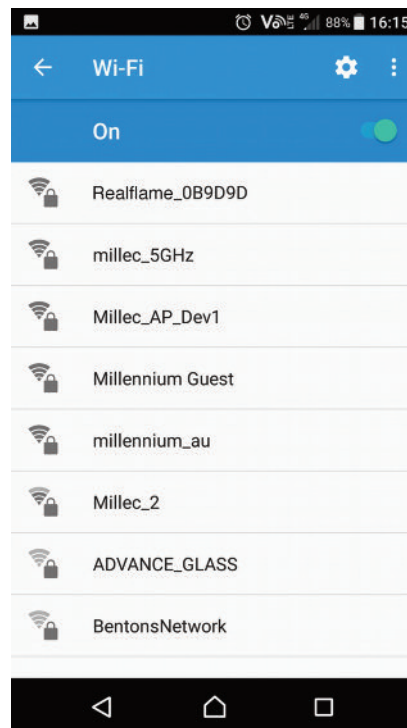 88% 16:15
Wi-Fi
On
Realflame_0B9D9D
millec_5GHz
Millec_AP_Dev1
Millennium Guest
millennium_au
Millec_2
ADVANCE_GLASS
BentonsNetwork